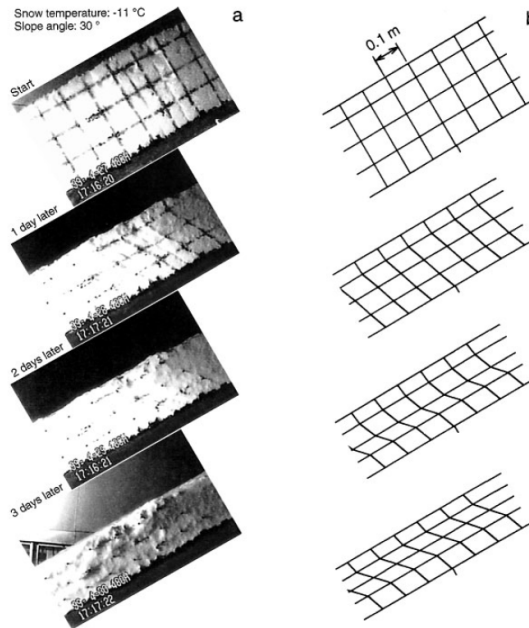 Snow temperature: -11 °C
Slope angle: 30 °
a
b
Start
0.1 m
17:16:20
1 day later
17:17:21
2 days later
17:16:21
3 days later
17:17:22